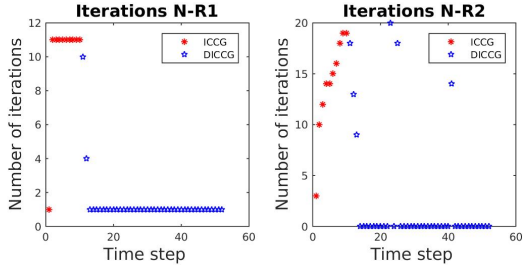 Iterations N-R1
12
10
8
6
4
2
0
0
20
40
60
Number of iterations
Time step
ICCG
DICCG
Iterations N-R2
20
15
10
5
0
0
20
40
60
Number of iterations
Time step
ICCG
DICCG